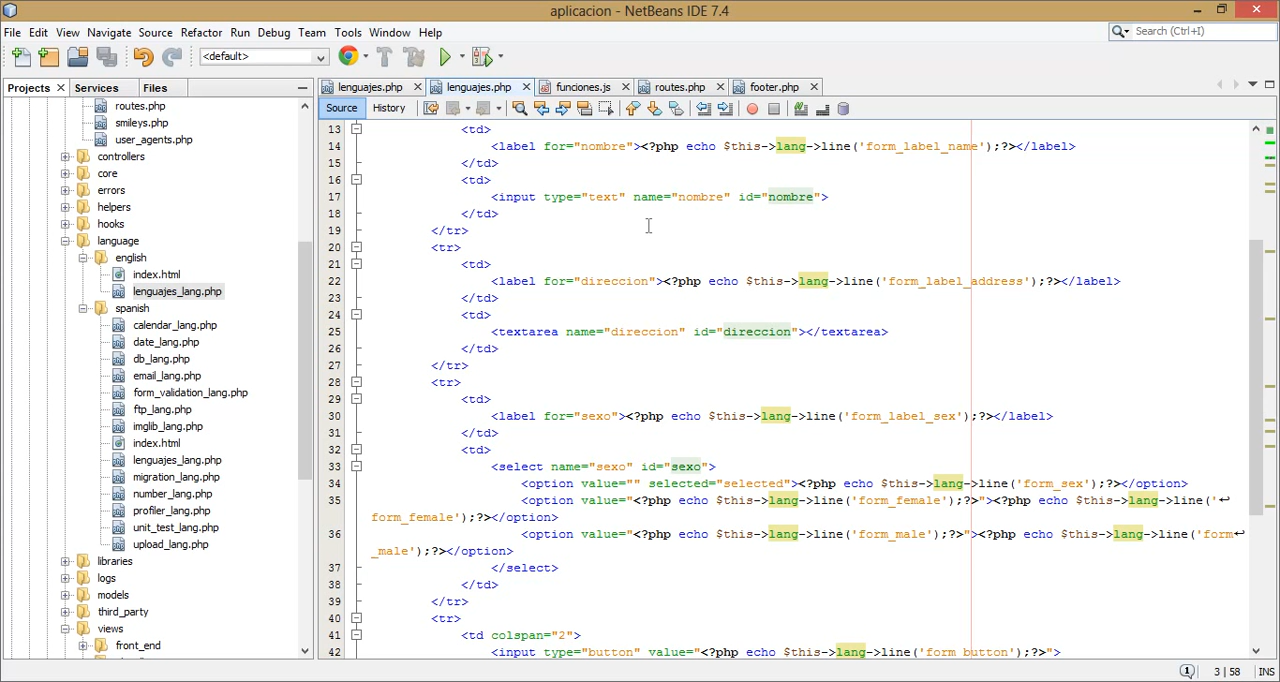 aplicacion - NetBeans IDE 7.4
File Edit View Navigate Source Refactor Run Debug Team Tools Window Help
Search (Ctrl+I)
<default>
Projects Services Files
lenguajes.php lenguajes.php funciones.js routes.php footer.php
Source History
routes.php
smileys.php
user_agents.php
controllers
core
errors
helpers
hooks
language
english
index.html
lenguajes_lang.php
spanish
calendar_lang.php
date_lang.php
db_lang.php
email_lang.php
form_validation_lang.php
ftp_lang.php
imglib_lang.php
index.html
lenguajes_lang.php
migration_lang.php
number_lang.php
profiler_lang.php
unit_test_lang.php
upload_lang.php
libraries
logs
models
third_party
views
front_end
13 <td>
14 <label for="nombre"><?php echo $this->lang->line('form_label_name');?></label>
15 </td>
16 <td>
17 <input type="text" name="nombre" id="nombre">
18 </td>
19 </tr>
20 <tr>
21 <td>
22 <label for="direccion"><?php echo $this->lang->line('form_label_address');?></label>
23 </td>
24 <td>
25 <textarea name="direccion" id="direccion"></textarea>
26 </td>
27 </tr>
28 <tr>
29 <td>
30 <label for="sexo"><?php echo $this->lang->line('form_label_sex');?></label>
31 </td>
32 <td>
33 <select name="sexo" id="sexo">
34 <option value="" selected="selected"><?php echo $this->lang->line('form_sex');?></option>
35 <option value="<?php echo $this->lang->line('form_female');?>"><?php echo $this->lang->line('
form_female');?></option>
36 <option value="<?php echo $this->lang->line('form_male');?>"><?php echo $this->lang->line('form
_male');?></option>
37 </select>
38 </td>
39 </tr>
40 <tr>
41 <td colspan="2">
42 <input type="button" value="<?php echo $this->lang->line('form_button');?>">
3 | 58 INS